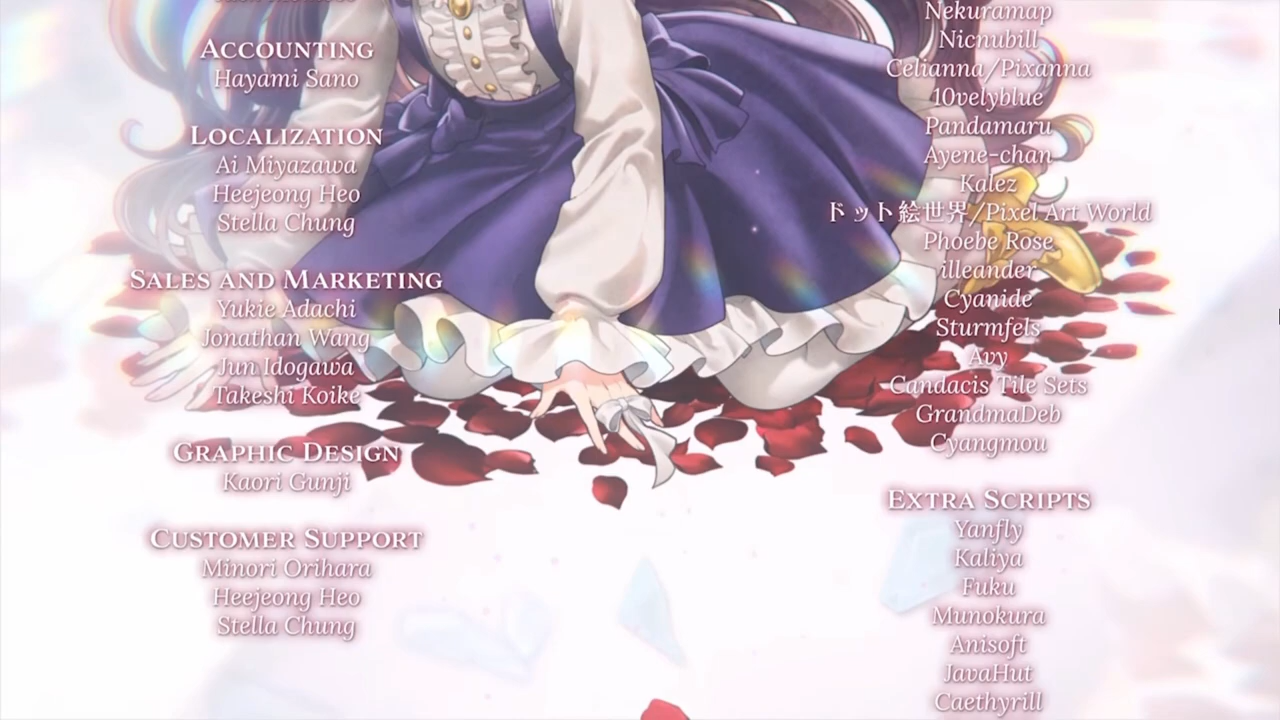 Accounting
Hayami Sano
Localization
Ai Miyazawa
Heejeong Heo
Stella Chung
Sales and Marketing
Yukie Adachi
Jonathan Wang
Jun Idogawa
Takeshi Koike
Graphic Design
Kaori Gunji
Customer Support
Minori Orihara
Heejeong Heo
Stella Chung
Nekuramap
Nicnubill
Celianna/Pixanna
10velyblue
Pandamaru
Ayene-chan
Kalez
ドット絵世界/Pixel Art World
Phoebe Rose
illeander
Cyanide
Sturmfels
Avy
Candacis Tile Sets
GrandmaDeb
Cyangmou
Extra Scripts
Yanfly
Kaliya
Fuku
Munokura
Anisoft
JavaHut
Caethyrill